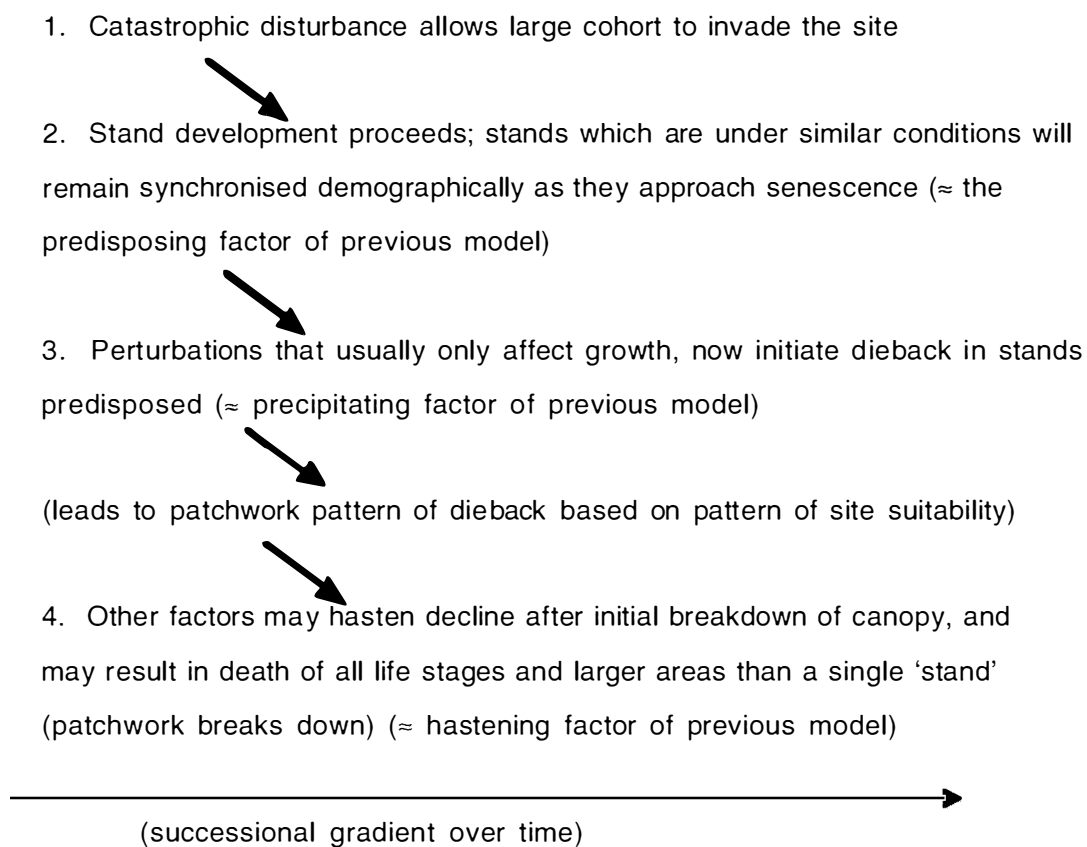 1. Catastrophic disturbance allows large cohort to invade the site
2. Stand development proceeds; stands which are under similar conditions will
remain synchronised demographically as they approach senescence (≈ the
predisposing factor of previous model)
3. Perturbations that usually only affect growth, now initiate dieback in stands
predisposed (≈ precipitating factor of previous model)
(leads to patchwork pattern of dieback based on pattern of site suitability)
4. Other factors may hasten decline after initial breakdown of canopy, and
may result in death of all life stages and larger areas than a single ‘stand’
(patchwork breaks down) (≈ hastening factor of previous model)
(successional gradient over time)